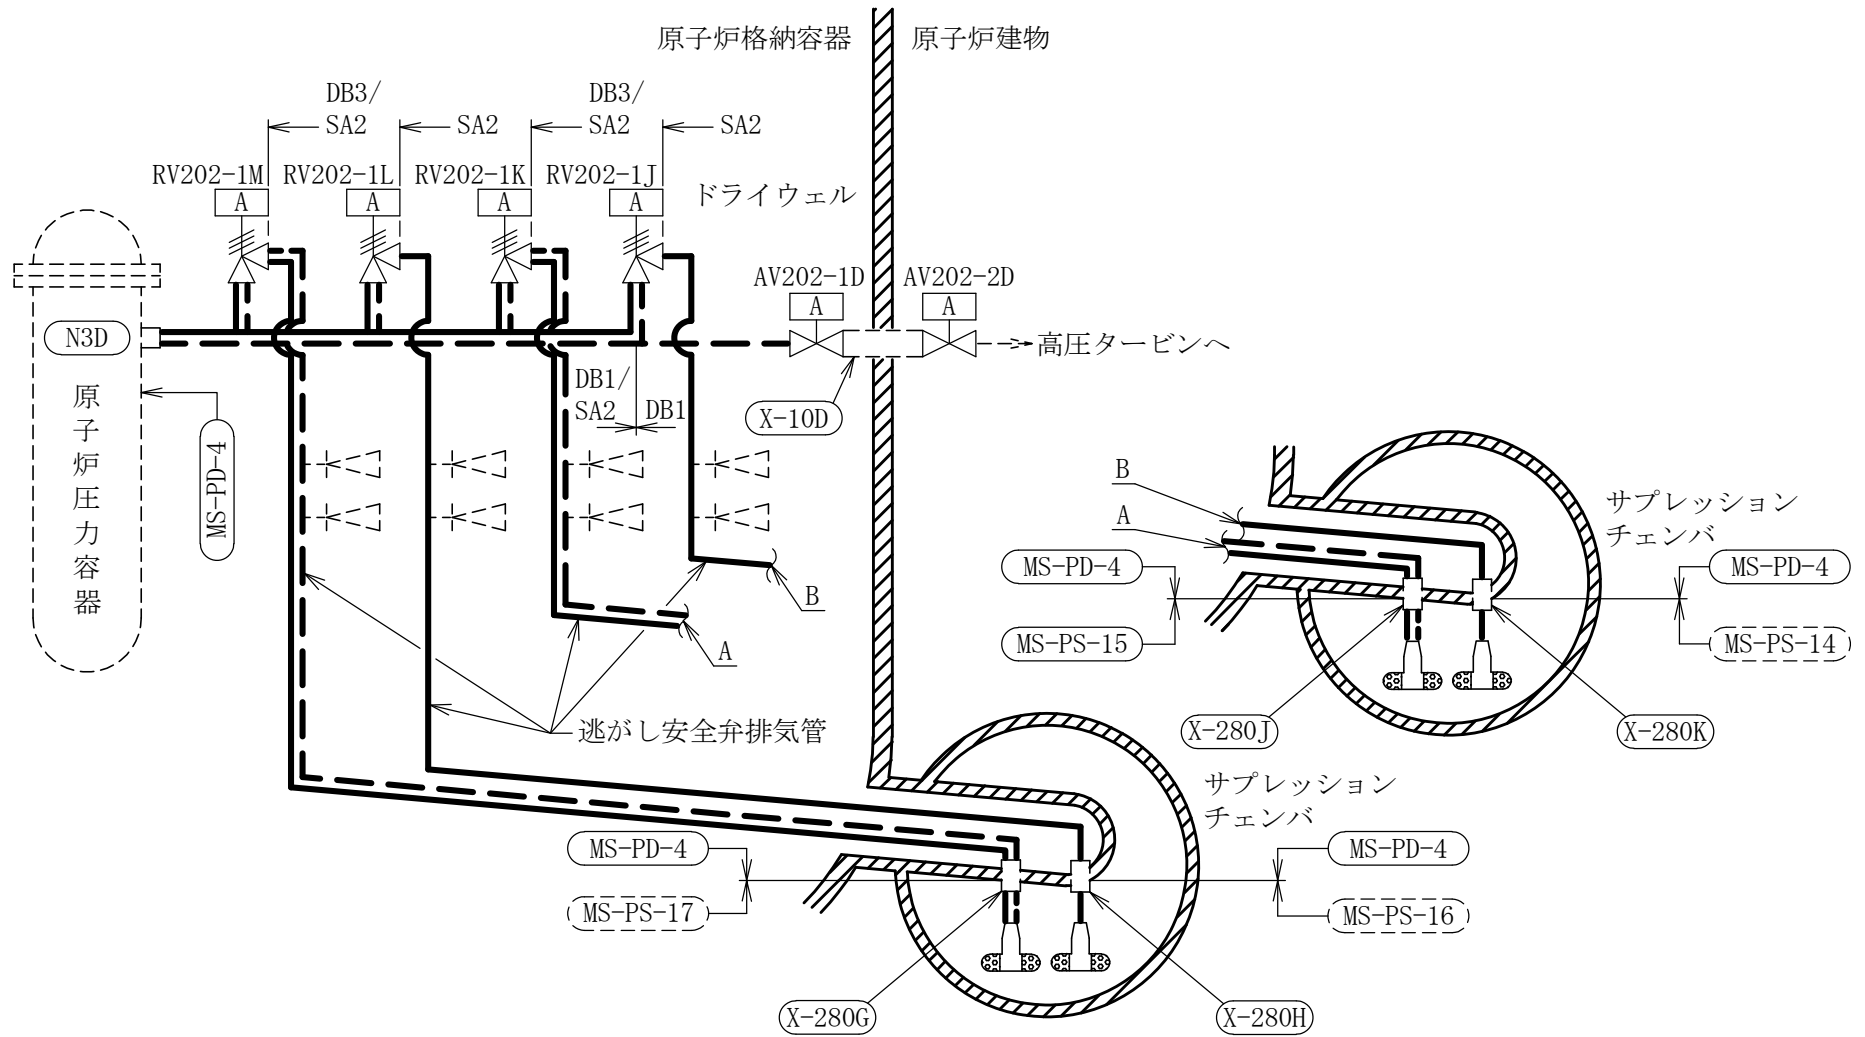 原子炉格納容器
原子炉建物
DB3/
SA2
SA2
DB3/
SA2
SA2
RV202-1M
RV202-1L
RV202-1K
RV202-1J
A
A
A
A
ドライウェル
AV202-1D
AV202-2D
A
A
N3D
高圧タービンへ
原子炉圧力容器
MS-PD-4
DB1/
SA2
DB1
X-10D
B
A
サプレッション
チェンバ
MS-PD-4
MS-PD-4
B
MS-PS-15
MS-PS-14
A
逃がし安全弁排気管
X-280J
X-280K
サプレッション
チェンバ
MS-PD-4
MS-PD-4
MS-PS-17
MS-PS-16
X-280G
X-280H